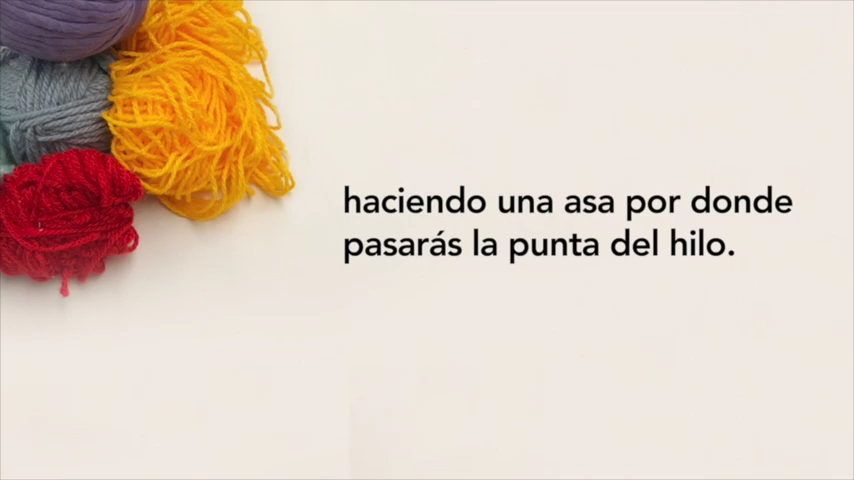 haciendo una asa por donde
pasarás la punta del hilo.